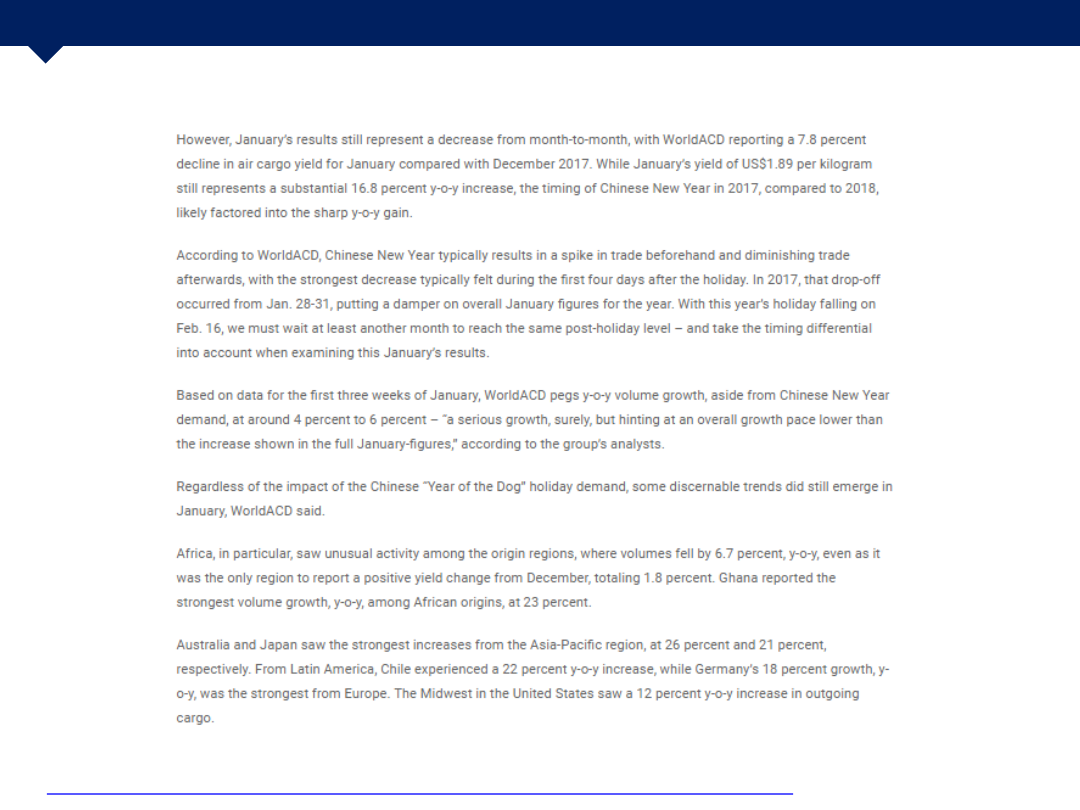 However, January's results still represent a decrease from month-to-month, with WorldACD reporting a 7.8 percent
decline in air cargo yield for January compared with December 2017. While January's yield of US$1.89 per kilogram
still represents a substantial 16.8 percent y-o-y increase, the timing of Chinese New Year in 2017, compared to 2018,
likely factored into the sharp y-o-y gain.
According to WorldACD, Chinese New Year typically results in a spike in trade beforehand and diminishing trade
afterwards, with the strongest decrease typically felt during the first four days after the holiday. In 2017, that drop-off
occurred from Jan. 28-31, putting a damper on overall January figures for the year. With this year's holiday falling on
Feb. 16, we must wait at least another month to reach the same post-holiday level – and take the timing differential
into account when examining this January's results.
Based on data for the first three weeks of January, WorldACD pegs y-o-y volume growth, aside from Chinese New Year
demand, at around 4 percent to 6 percent – “a serious growth, surely, but hinting at an overall growth pace lower than
the increase shown in the full January-figures,” according to the group's analysts.
Regardless of the impact of the Chinese “Year of the Dog” holiday demand, some discernable trends did still emerge in
January, WorldACD said.
Africa, in particular, saw unusual activity among the origin regions, where volumes fell by 6.7 percent, y-o-y, even as it
was the only region to report a positive yield change from December, totaling 1.8 percent. Ghana reported the
strongest volume growth, y-o-y, among African origins, at 23 percent.
Australia and Japan saw the strongest increases from the Asia-Pacific region, at 26 percent and 21 percent,
respectively. From Latin America, Chile experienced a 22 percent y-o-y increase, while Germany's 18 percent growth, y-
o-y, was the strongest from Europe. The Midwest in the United States saw a 12 percent y-o-y increase in outgoing
cargo.